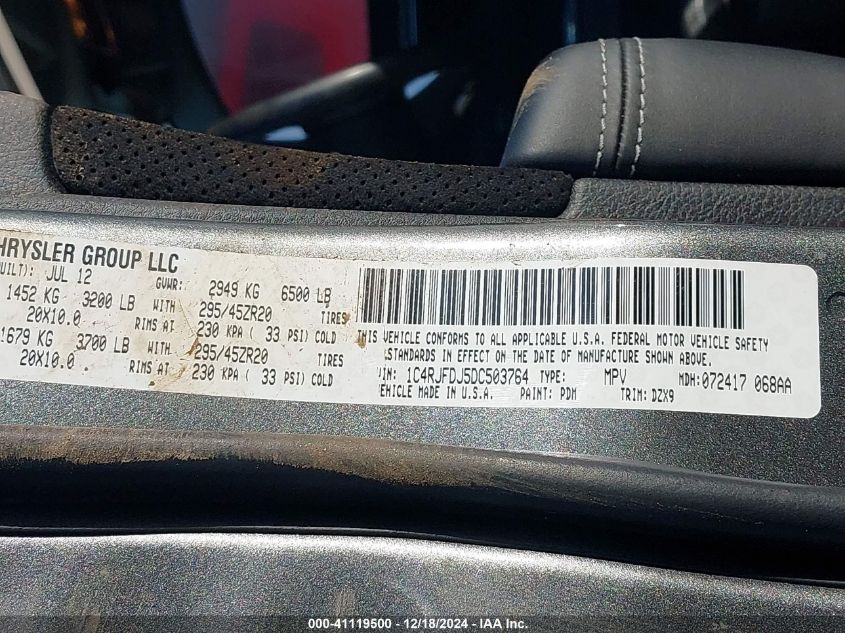 HRYSLER GROUP LLC
UILT): JUL 12 GVWR: 2949 KG 6500 LB
1452 KG 3200 LB WITH 295/45ZR20 TIRES
20X10.0 RIMS AT 230 KPA ( 33 PSI) COLD
1679 KG 3700 LB WITH 295/45ZR20 TIRES
20X10.0 RIMS AT 230 KPA ( 33 PSI) COLD
THIS VEHICLE CONFORMS TO ALL APPLICABLE U.S.A. FEDERAL MOTOR VEHICLE SAFETY
STANDARDS IN EFFECT ON THE DATE OF MANUFACTURE SHOWN ABOVE.
VIN: 1C4RJFDJ5DC503764 TYPE: MPV MDH: 072417 068AA
EHICLE MADE IN U.S.A. PAINT: PDM TRIM: DZX9
000-41119500 - 12/18/2024 - IAA Inc.